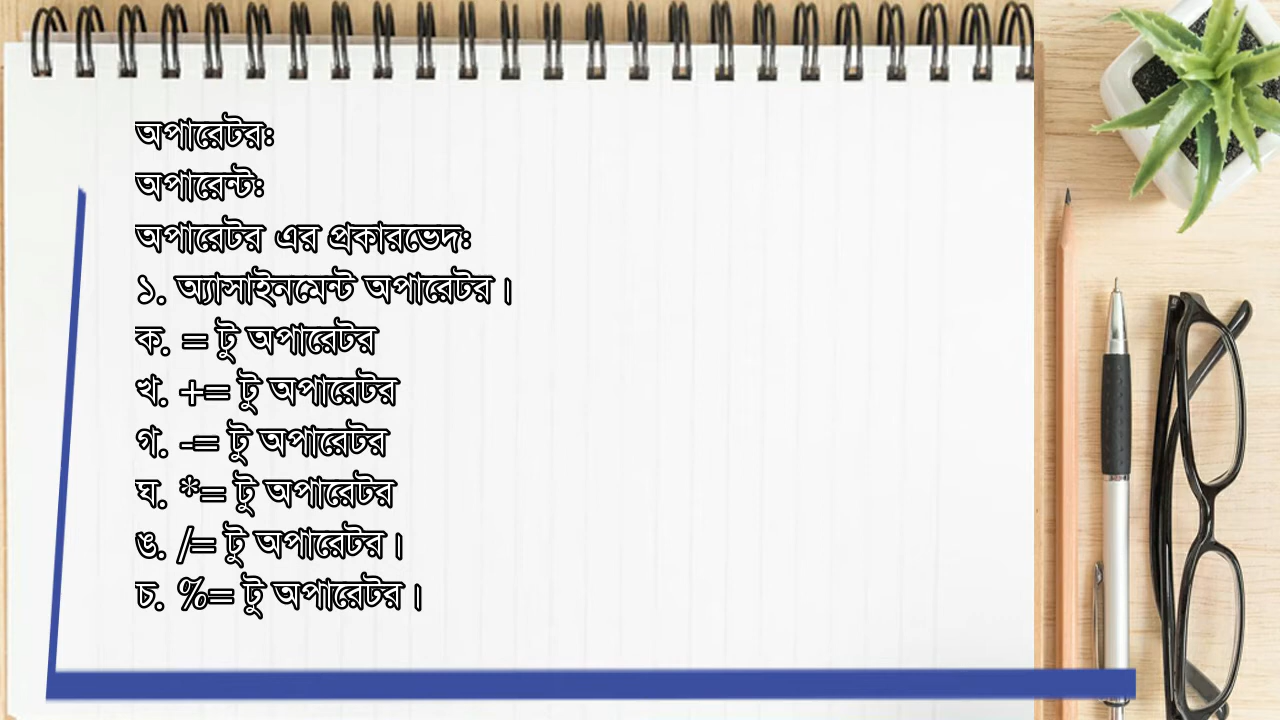 অপারেটরঃ
অপারেন্টঃ
অপারেটর এর প্রকারভেদঃ
১. অ্যাসাইনমেন্ট অপারেটর।
ক. = টু অপারেটর
খ. += টু অপারেটর
গ. -= টু অপারেটর
ঘ. *= টু অপারেটর
ঙ. /= টু অপারেটর।
চ. %= টু অপারেটর।